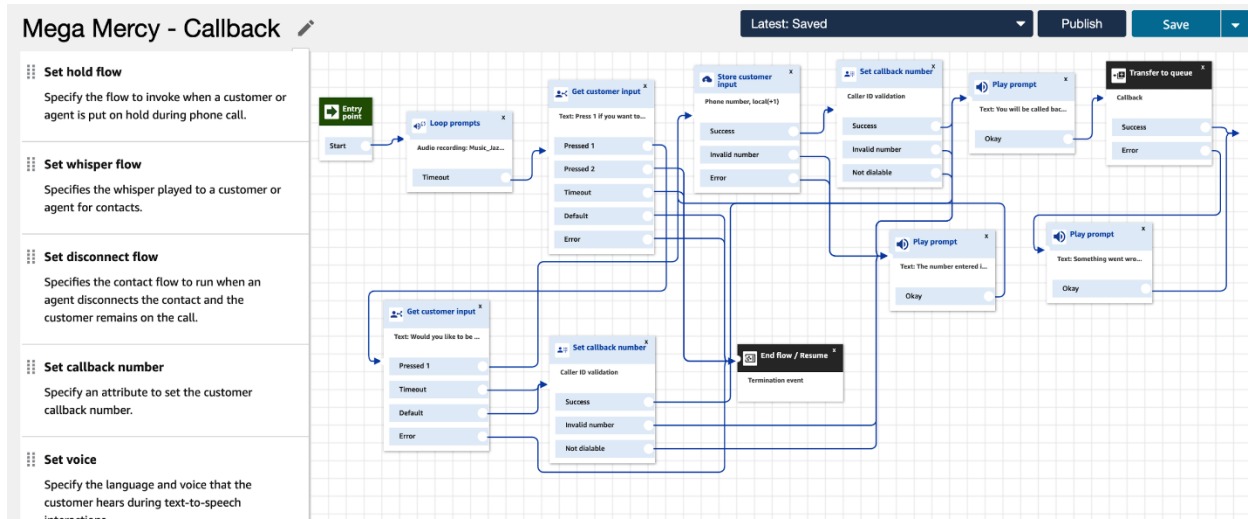 Mega Mercy - Callback
Latest: Saved
Publish
Save
Set hold flow
Specify the flow to invoke when a customer or
agent is put on hold during phone call.
Set whisper flow
Specifies the whisper played to a customer or
agent for contacts.
Set disconnect flow
Specifies the contact flow to run when an
agent disconnects the contact and the
customer remains on the call.
Set callback number
Specify an attribute to set the customer
callback number.
Set voice
Specify the language and voice that the
customer hears during text-to-speech
interactions.
Entry
point
Start
Loop prompts
x
Audio recording: Music_Jaz...
Timeout
Get customer input
x
Text: Press 1 if you want to...
Pressed 1
Pressed 2
Timeout
Default
Error
Store customer
input
x
Phone number, local(+1)
Success
Invalid number
Error
Set callback number
x
Caller ID validation
Success
Invalid number
Not dialable
Play prompt
x
Text: You will be called bac...
Okay
Transfer to queue
x
Callback
Success
Error
Play prompt
x
Text: The number entered i...
Okay
Play prompt
x
Text: Something went wro...
Okay
Get customer input
x
Text: Would you like to be ...
Pressed 1
Timeout
Default
Error
Set callback number
x
Caller ID validation
Success
Invalid number
Not dialable
End flow / Resume
x
Termination event